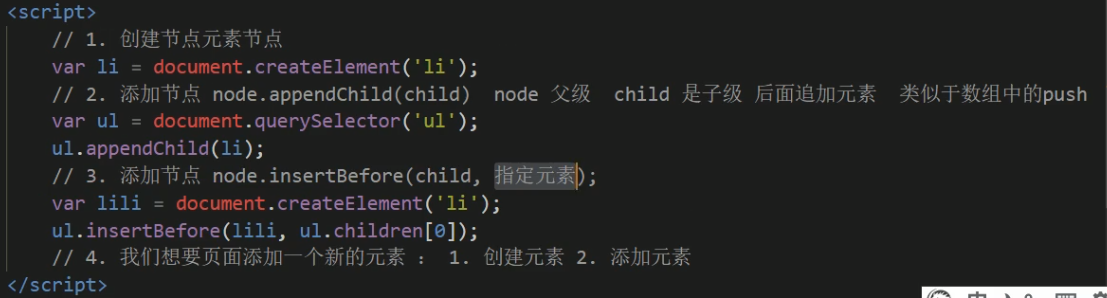 <script>
// 1. 创建节点元素节点
var li = document.createElement('li');
// 2. 添加节点 node.appendChild(child) node 父级 child 是子级 后面追加元素 类似于数组中的push
var ul = document.querySelector('ul');
ul.appendChild(li);
// 3. 添加节点 node.insertBefore(child, 指定元素);
var lili = document.createElement('li');
ul.insertBefore(lili, ul.children[0]);
// 4. 我们想要页面添加一个新的元素 : 1. 创建元素 2. 添加元素
</script>